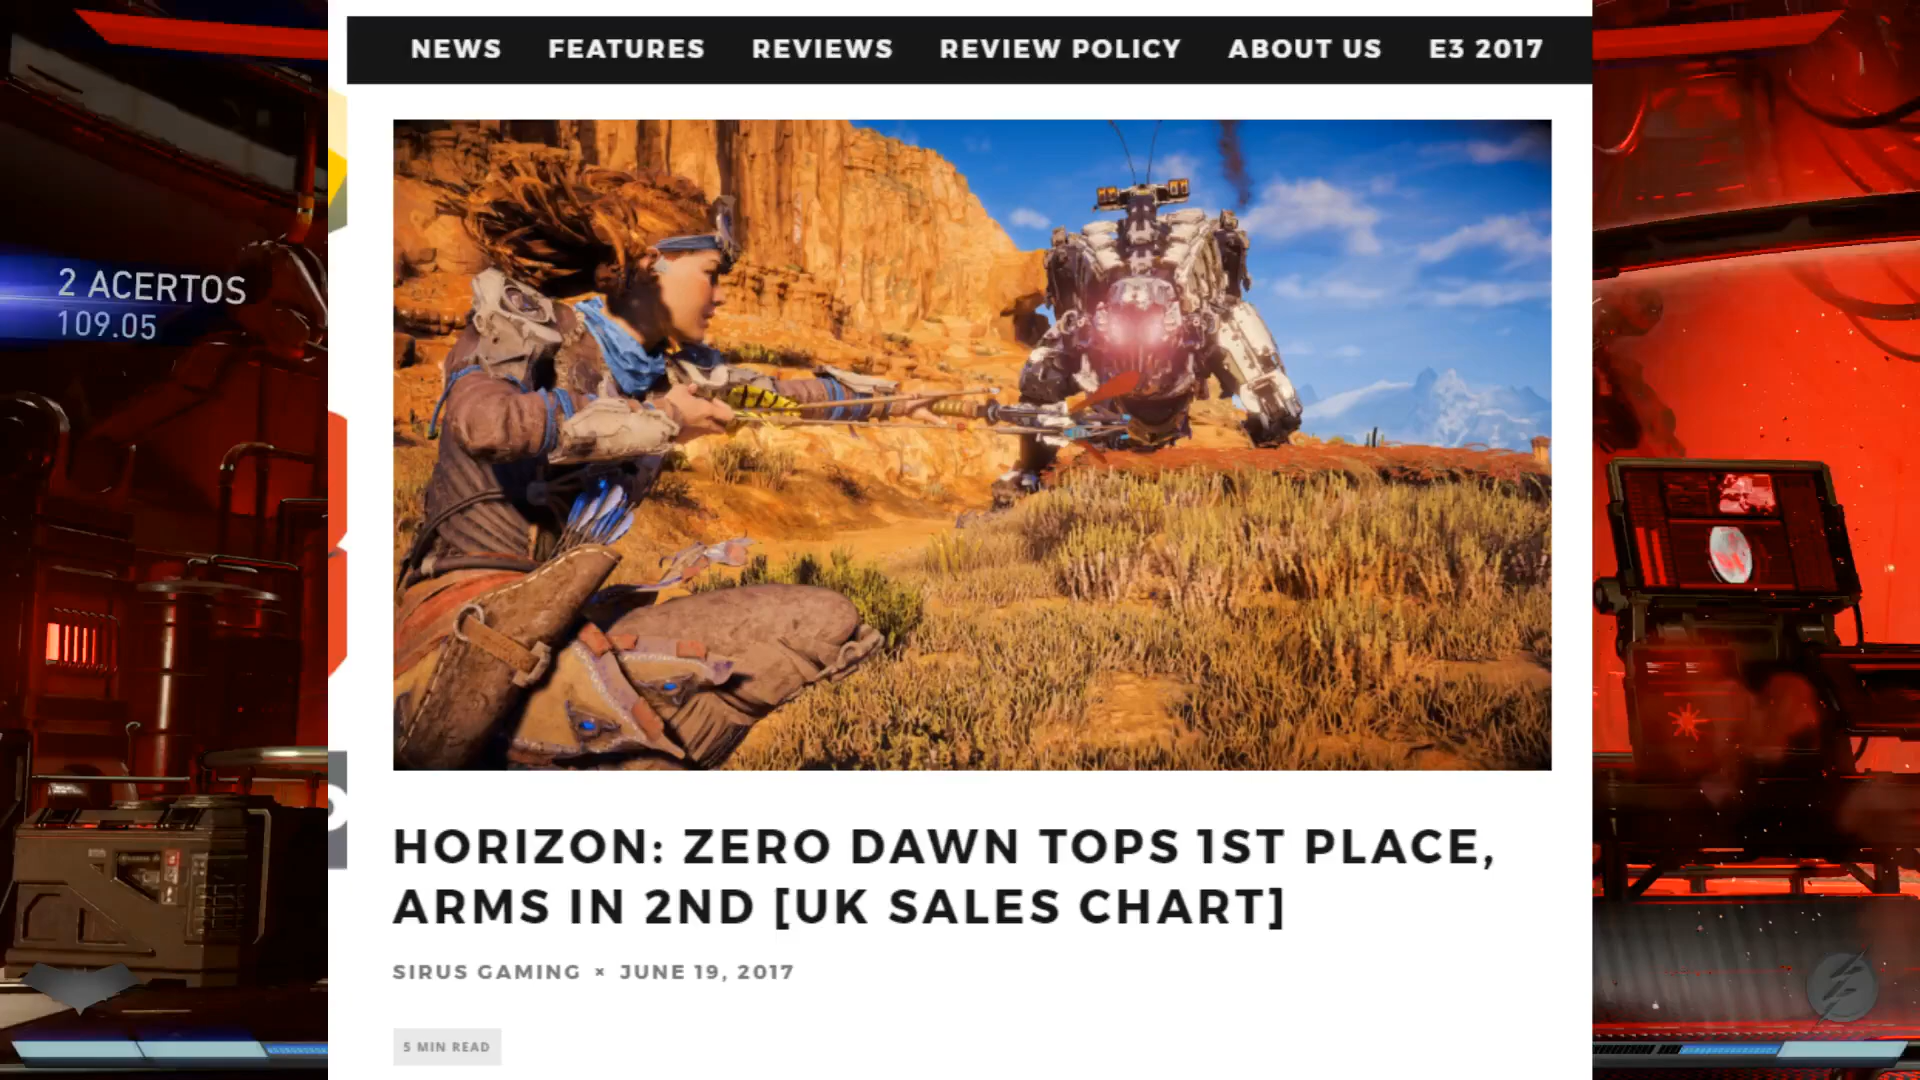 NEWS FEATURES REVIEWS REVIEW POLICY ABOUT US E3 2017
2 ACERTOS
109.05
HORIZON: ZERO DAWN TOPS 1ST PLACE,
ARMS IN 2ND [UK SALES CHART]
SIRUS GAMING × JUNE 19, 2017
5 MIN READ